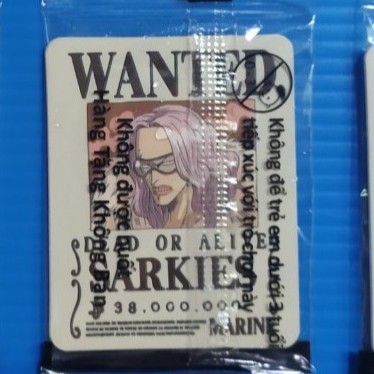 WANTED
DEAD OR ALIVE
ARKIE
38.000.000
MARINE
Không để trẻ em dưới 3 tuổi
tiếp xúc với trò chơi này
Không được nuốt
Hàng Tặng Không Bán